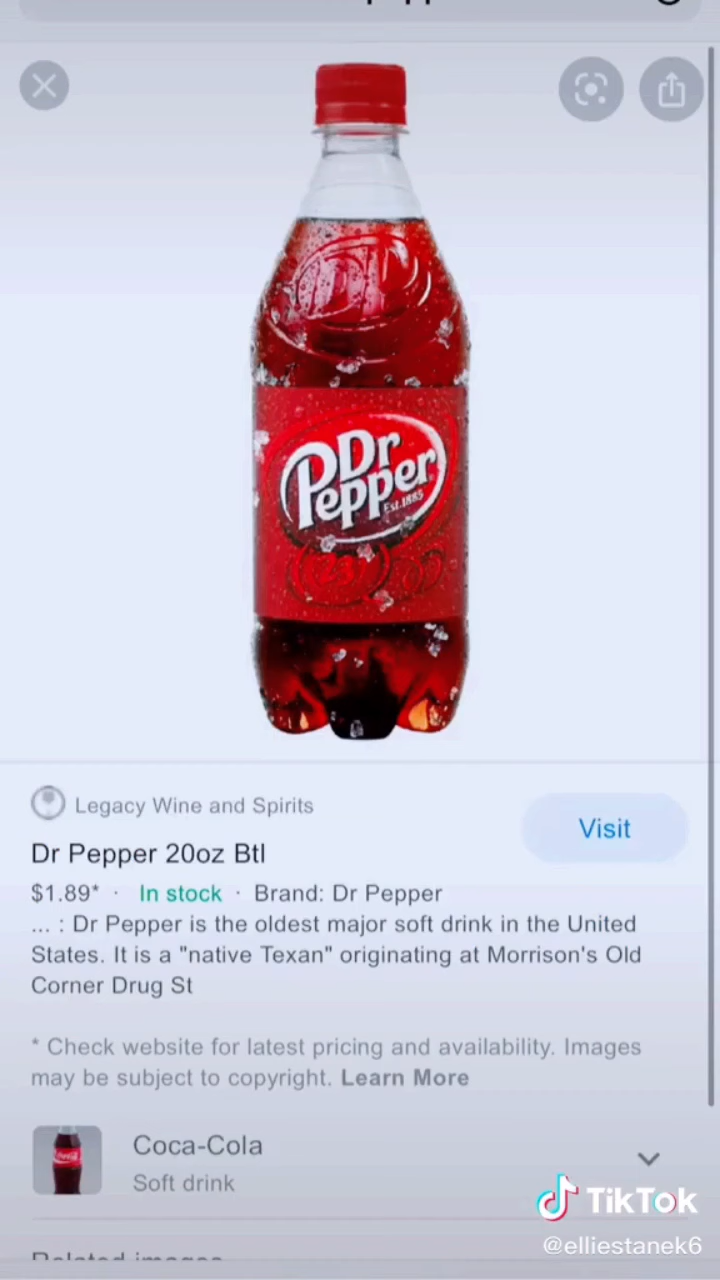 Dr
Pepper
Est.1885
23
Legacy Wine and Spirits
Visit
Dr Pepper 20oz Btl
$1.89* · In stock · Brand: Dr Pepper
... : Dr Pepper is the oldest major soft drink in the United
States. It is a "native Texan" originating at Morrison's Old
Corner Drug St
* Check website for latest pricing and availability. Images
may be subject to copyright. Learn More
Coca-Cola
Soft drink
TikTok
@elliestanek6
Related images